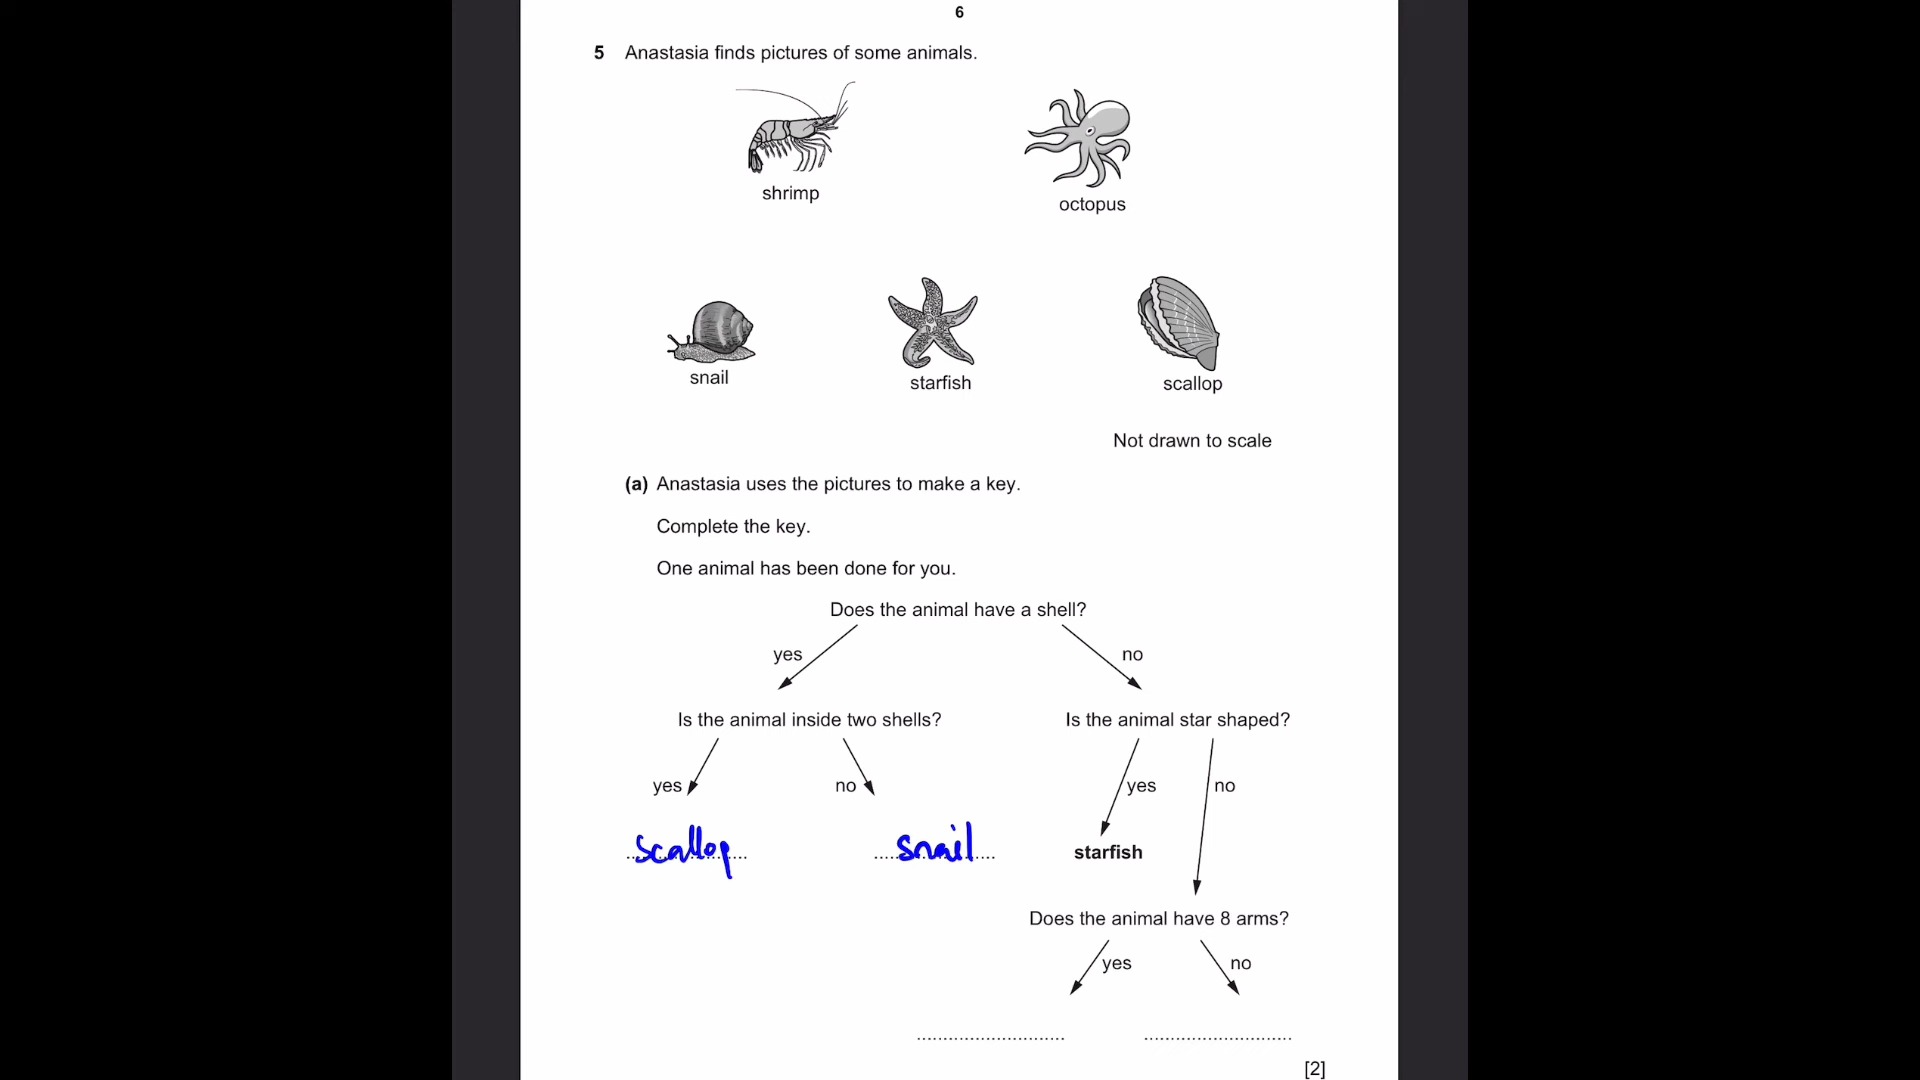 6
5 Anastasia finds pictures of some animals.
shrimp
octopus
snail
starfish
scallop
Not drawn to scale
(a) Anastasia uses the pictures to make a key.
Complete the key.
One animal has been done for you.
Does the animal have a shell?
yes
no
Is the animal inside two shells?
Is the animal star shaped?
yes
no
yes
no
scallop
snail
starfish
Does the animal have 8 arms?
yes
no
[2]